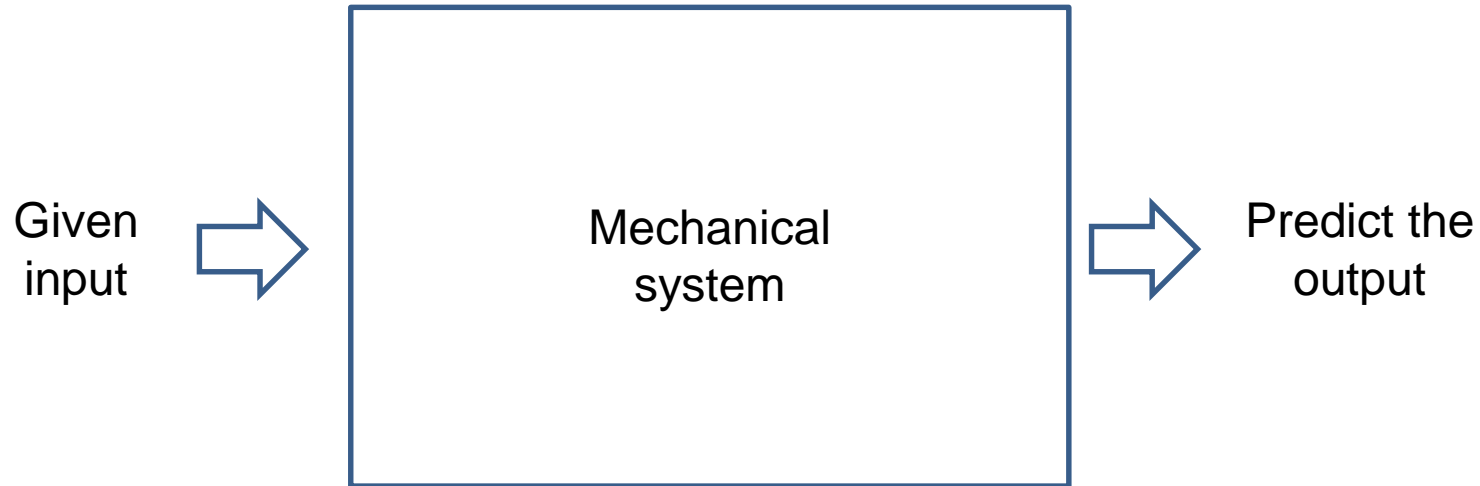 Given
input
Mechanical
system
Predict the
output